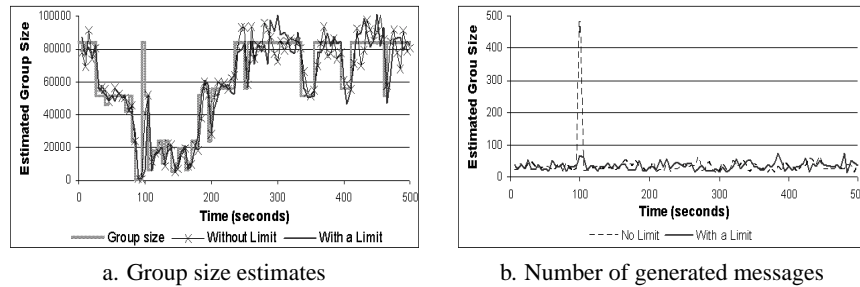 100000
80000
60000
40000
20000
0
Estimated Group Size
0 100 200 300 400 500
Time (seconds)
Group size Without Limit With a Limit
a. Group size estimates
500
400
300
200
100
0
Estimated Grou Size
0 100 200 300 400 500
Time (seconds)
No Limit With a Limit
b. Number of generated messages